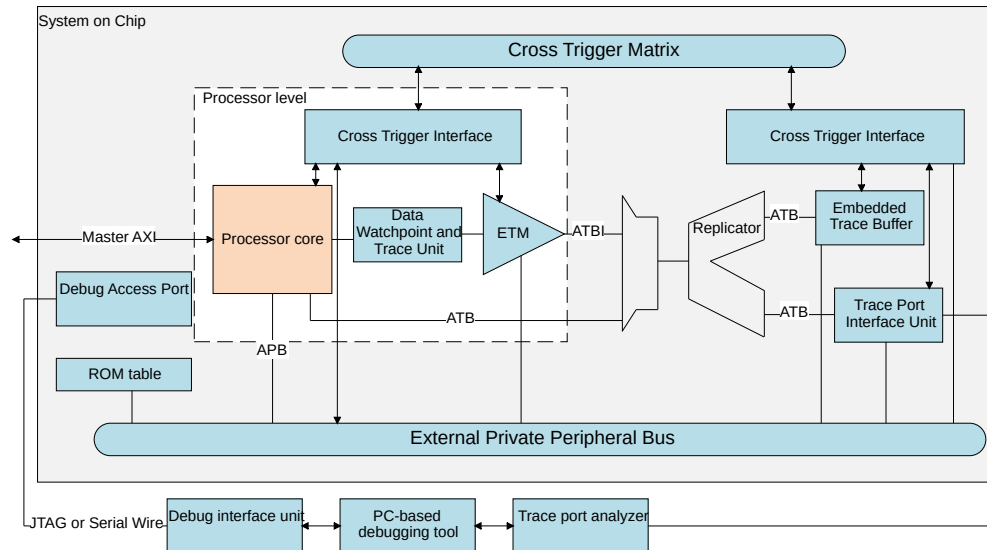 System on Chip
Cross Trigger Matrix
Processor level
Cross Trigger Interface
Cross Trigger Interface
Processor core
Data
Watchpoint and
Trace Unit
ETM
ATBI
Replicator
ATB
Embedded
Trace Buffer
Master AXI
Debug Access Port
ATB
ATB
Trace Port
Interface Unit
APB
ROM table
External Private Peripheral Bus
JTAG or Serial Wire
Debug interface unit
PC-based
debugging tool
Trace port analyzer